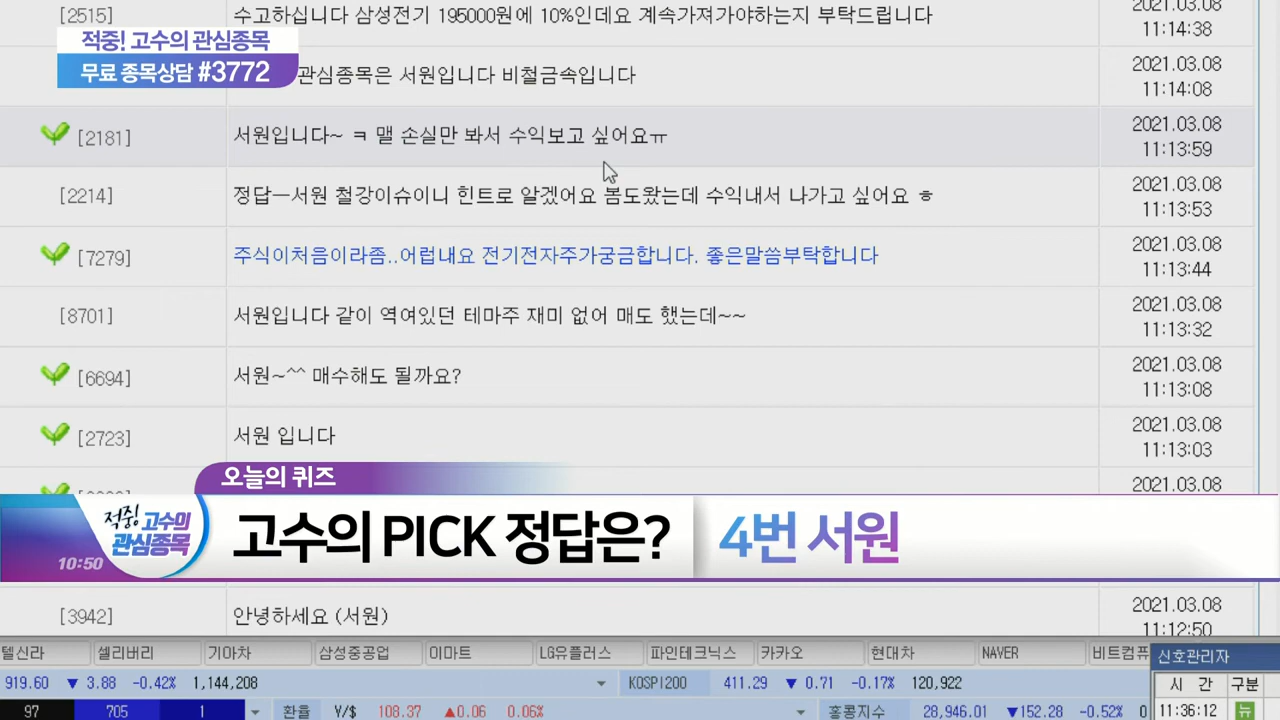 [2515] 수고하십니다 삼성전기 195000원에 10%인데요 계속가져가야하는지 부탁드립니다 2021.03.08
11:14:38
적중! 고수의 관심종목
무료 종목상담 #3772
관심종목은 서원입니다 비철금속입니다 2021.03.08
11:14:08
[2181] 서원입니다~ ㅋ 맬 손실만 봐서 수익보고 싶어요ㅠ 2021.03.08
11:13:59
[2214] 정답ㅡ서원 철강이슈이니 힌트로 알겠어요 봄도왔는데 수익내서 나가고 싶어요 ㅎ 2021.03.08
11:13:53
[7279] 주식이처음이라좀..어럽내요 전기전자주가궁금합니다. 좋은말씀부탁합니다 2021.03.08
11:13:44
[8701] 서원입니다 같이 역여있던 테마주 재미 없어 매도 했는데~~ 2021.03.08
11:13:32
[6694] 서원~^^ 매수해도 될까요? 2021.03.08
11:13:08
[2723] 서원 입니다 2021.03.08
11:13:03
2021.03.08
오늘의 퀴즈
적중! 고수의
관심종목
10:50
고수의 PICK 정답은? 4번 서원
[3942] 안녕하세요 (서원) 2021.03.08
11:12:50
텔신라 셀리버리 기아차 삼성중공업 이마트 LG유플러스 파인테크닉스 카카오 현대차 NAVER 비트컴퓨 신호관리자
919.60 ▼ 3.88 -0.42% 1,144,208 KOSPI200 411.29 ▼ 0.71 -0.17% 120,922 시 간 구분
97 705 1 환율 ¥/$ 108.37 ▲0.06 0.06% 홍콩지수 28,946.01 ▼152.28 -0.52% 0 11:36:12 뉴